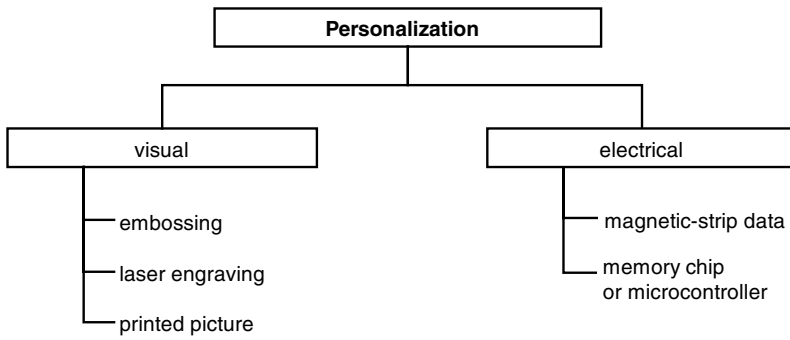 Personalization
visual
embossing
laser engraving
printed picture
electrical
magnetic-strip data
memory chip
or microcontroller